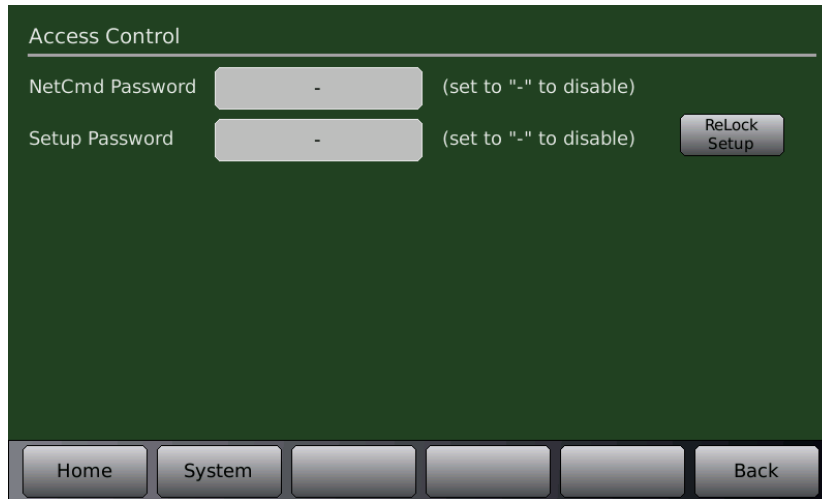 Access Control
NetCmd Password - (set to "-" to disable)
Setup Password - (set to "-" to disable) ReLock
Setup
Home System Back